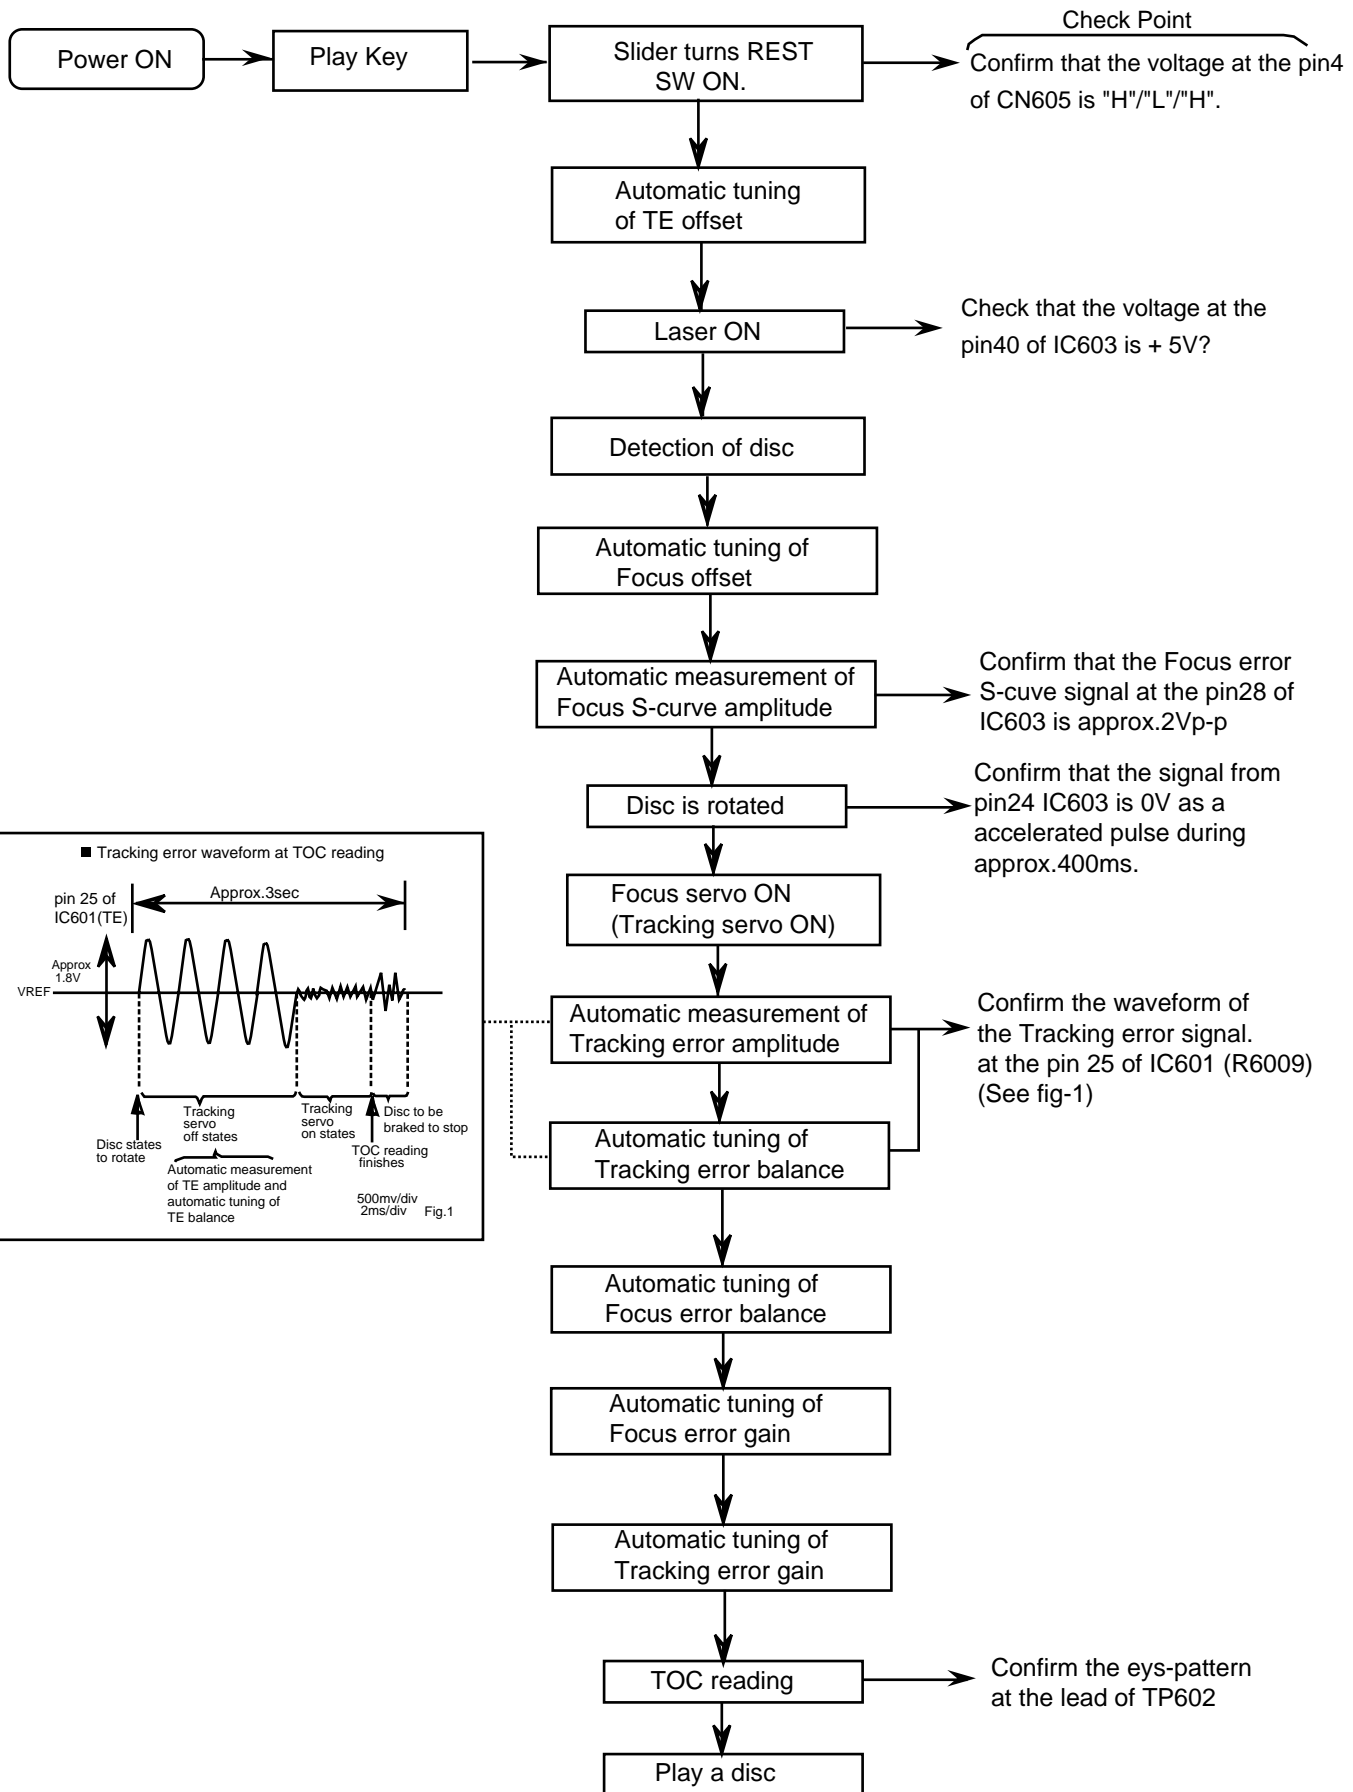 Check Point
Power ON
Play Key
Slider turns REST
SW ON.
Confirm that the voltage at the pin4
of CN605 is "H"/"L"/"H".
Automatic tuning
of TE offset
Laser ON
Check that the voltage at the
pin40 of IC603 is + 5V?
Detection of disc
Automatic tuning of
Focus offset
Automatic measurement of
Focus S-curve amplitude
Confirm that the Focus error
S-cuve signal at the pin28 of
IC603 is approx.2Vp-p
Disc is rotated
Confirm that the signal from
pin24 IC603 is 0V as a
accelerated pulse during
approx.400ms.
Focus servo ON
(Tracking servo ON)
■ Tracking error waveform at TOC reading
pin 25 of
IC601(TE)
Approx.3sec
Approx
1.8V
VREF
Disc states
to rotate
Tracking
servo
off states
Tracking
servo
on states
Disc to be
braked to stop
TOC reading
finishes
Automatic measurement
of TE amplitude and
automatic tuning of
TE balance
500mv/div
2ms/div
Fig.1
Automatic measurement of
Tracking error amplitude
Confirm the waveform of
the Tracking error signal.
at the pin 25 of IC601 (R6009)
(See fig-1)
Automatic tuning of
Tracking error balance
Automatic tuning of
Focus error balance
Automatic tuning of
Focus error gain
Automatic tuning of
Tracking error gain
TOC reading
Confirm the eys-pattern
at the lead of TP602
Play a disc